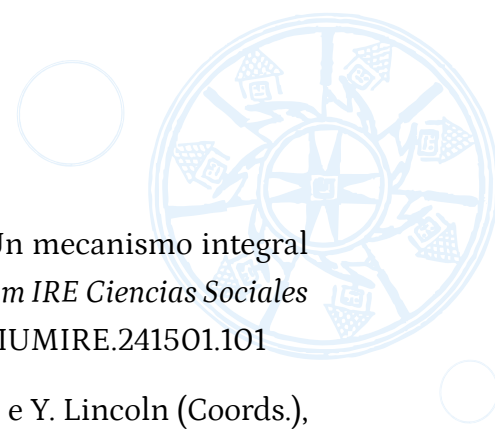 Un mecanismo integral
m IRE Ciencias Sociales
IUMIRE.241501.101
e Y. Lincoln (Coords.),